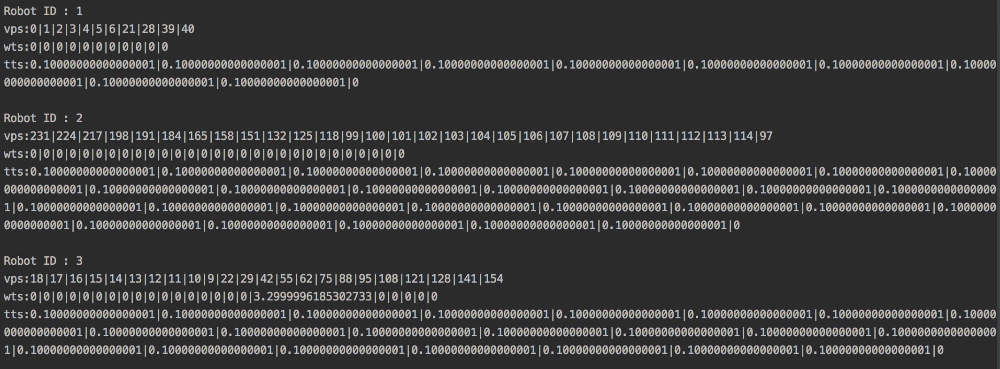 Robot ID : 1
vps:0|1|2|3|4|5|6|21|28|39|40
wts:0|0|0|0|0|0|0|0|0|0|0
tts:0.10000000000000001|0.10000000000000001|0.10000000000000001|0.10000000000000001|0.10000000000000001|0.10000000000000001|0.10000000000000001|0.10000
000000000001|0.10000000000000001|0.10000000000000001|0
Robot ID : 2
vps:231|224|217|198|191|184|165|158|151|132|125|118|99|100|101|102|103|104|105|106|107|108|109|110|111|112|113|114|97
wts:0|0|0|0|0|0|0|0|0|0|0|0|0|0|0|0|0|0|0|0|0|0|0|0|0|0|0|0|0
tts:0.10000000000000001|0.10000000000000001|0.10000000000000001|0.10000000000000001|0.10000000000000001|0.10000000000000001|0.10000000000000001|0.10000
000000000001|0.10000000000000001|0.10000000000000001|0.10000000000000001|0.10000000000000001|0.10000000000000001|0.10000000000000001|0.1000000000000000
1|0.10000000000000001|0.10000000000000001|0.10000000000000001|0.10000000000000001|0.10000000000000001|0.10000000000000001|0.10000000000000001|0.1000000
0000000001|0.10000000000000001|0.10000000000000001|0.10000000000000001|0.10000000000000001|0.10000000000000001|0
Robot ID : 3
vps:18|17|16|15|14|13|12|11|10|9|22|29|42|55|62|75|88|95|108|121|128|141|154
wts:0|0|0|0|0|0|0|0|0|0|0|0|0|0|0|0|0|3.2999996185302733|0|0|0|0|0
tts:0.10000000000000001|0.10000000000000001|0.10000000000000001|0.10000000000000001|0.10000000000000001|0.10000000000000001|0.10000000000000001|0.10000
000000000001|0.10000000000000001|0.10000000000000001|0.10000000000000001|0.10000000000000001|0.10000000000000001|0.10000000000000001|0.1000000000000000
1|0.10000000000000001|0.10000000000000001|0.10000000000000001|0.10000000000000001|0.10000000000000001|0.10000000000000001|0.10000000000000001|0